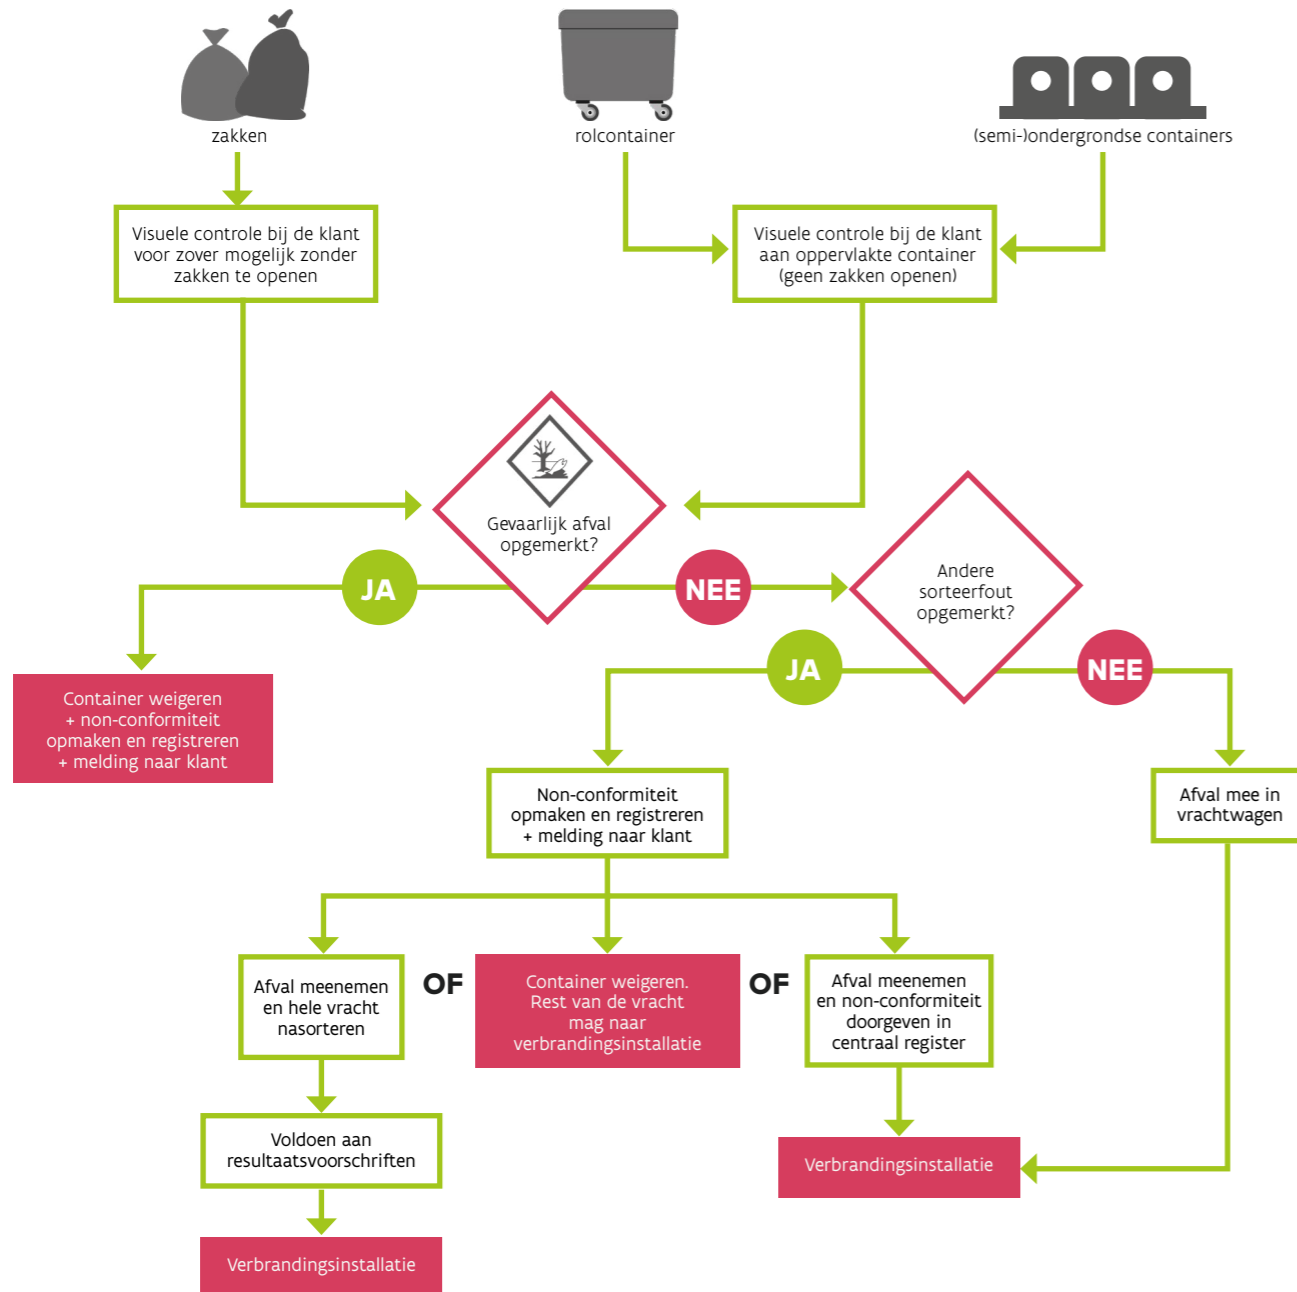 zakken
rolcontainer
(semi-)ondergrondse containers
Visuele controle bij de klant
voor zover mogelijk zonder
zakken te openen
Visuele controle bij de klant
aan oppervlakte container
(geen zakken openen)
Gevaarlijk afval
opgemerkt?
JA
NEE
Andere
sorteerfout
opgemerkt?
JA
NEE
Container weigeren
+ non-conformiteit
opmaken en registreren
+ melding naar klant
Non-conformiteit
opmaken en registreren
+ melding naar klant
Afval mee in
vrachtwagen
Afval meenemen
en hele vracht
nasorteren
OF
Container weigeren.
Rest van de vracht
mag naar
verbrandingsinstallatie
OF
Afval meenemen
en non-conformiteit
doorgeven in
centraal register
Voldoen aan
resultaatsvoorschriften
Verbrandingsinstallatie
Verbrandingsinstallatie